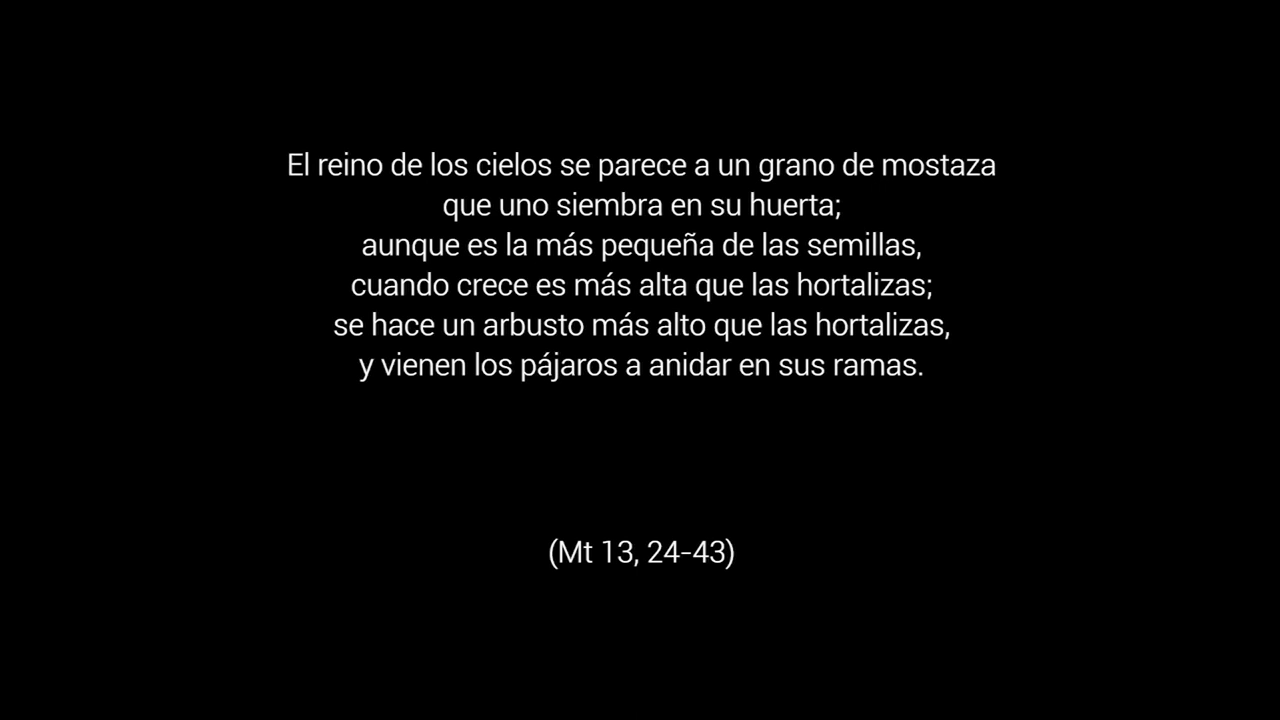 El reino de los cielos se parece a un grano de mostaza
que uno siembra en su huerta;
aunque es la más pequeña de las semillas,
cuando crece es más alta que las hortalizas;
se hace un arbusto más alto que las hortalizas,
y vienen los pájaros a anidar en sus ramas.
(Mt 13, 24-43)